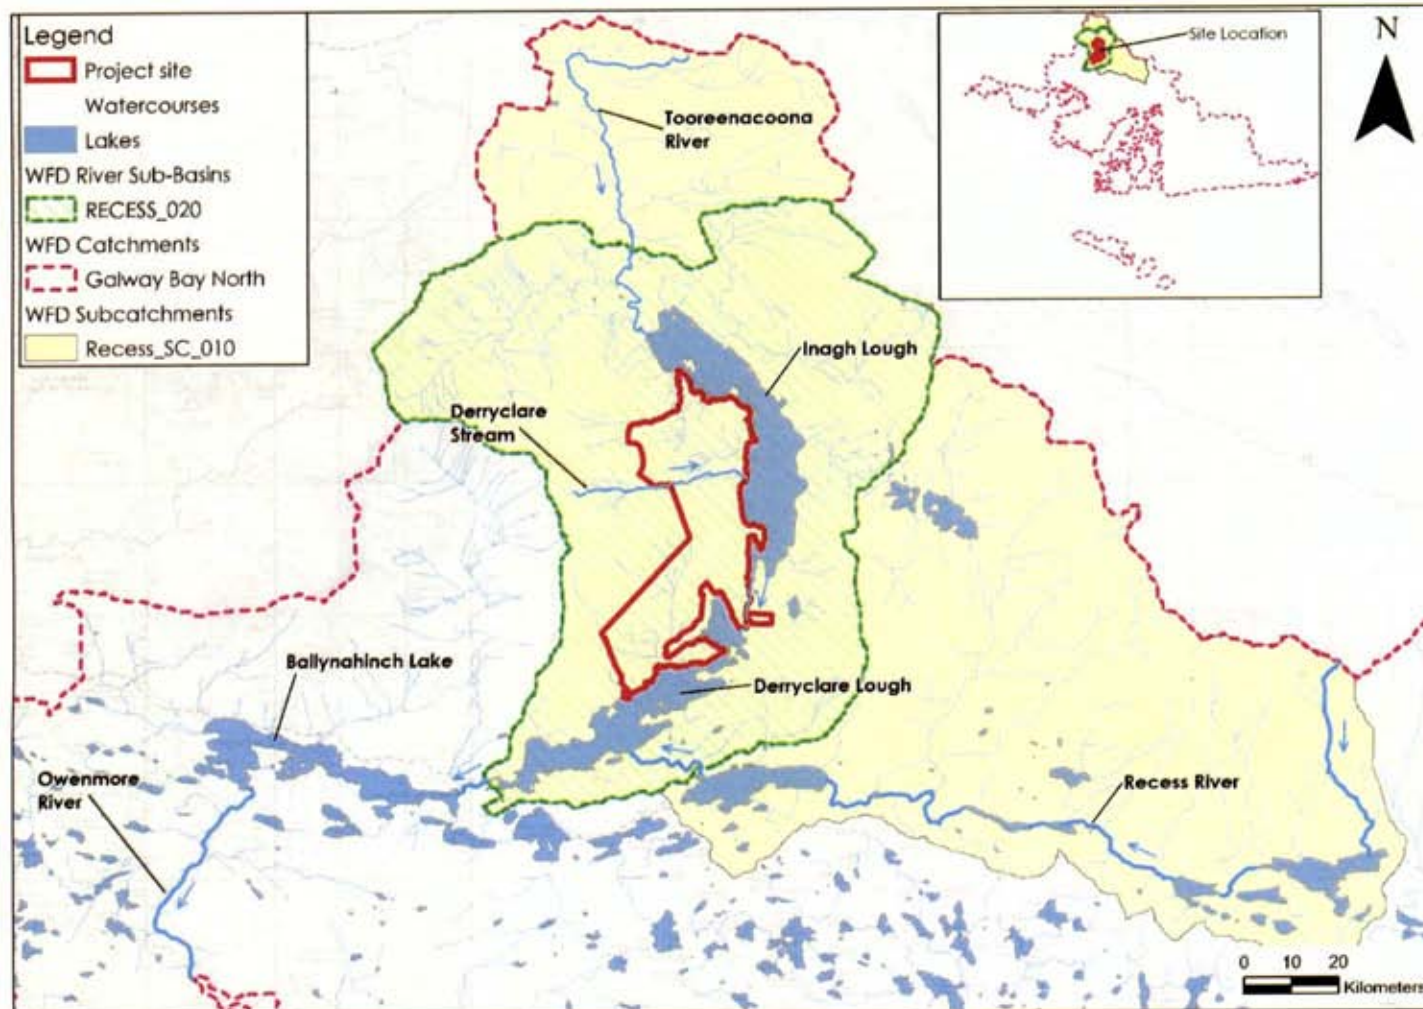 Legend
Project site
Watercourses
Lakes
WFD River Sub-Basins
RECESS_020
WFD Catchments
Galway Bay North
WFD Subcatchments
Recess_SC_010
Site Location
N
Tooreenacoona
River
Inagh Lough
Derryclare
Stream
Ballynahinch Lake
Derryclare Lough
Owenmore
River
Recess River
0 10 20
Kilometers